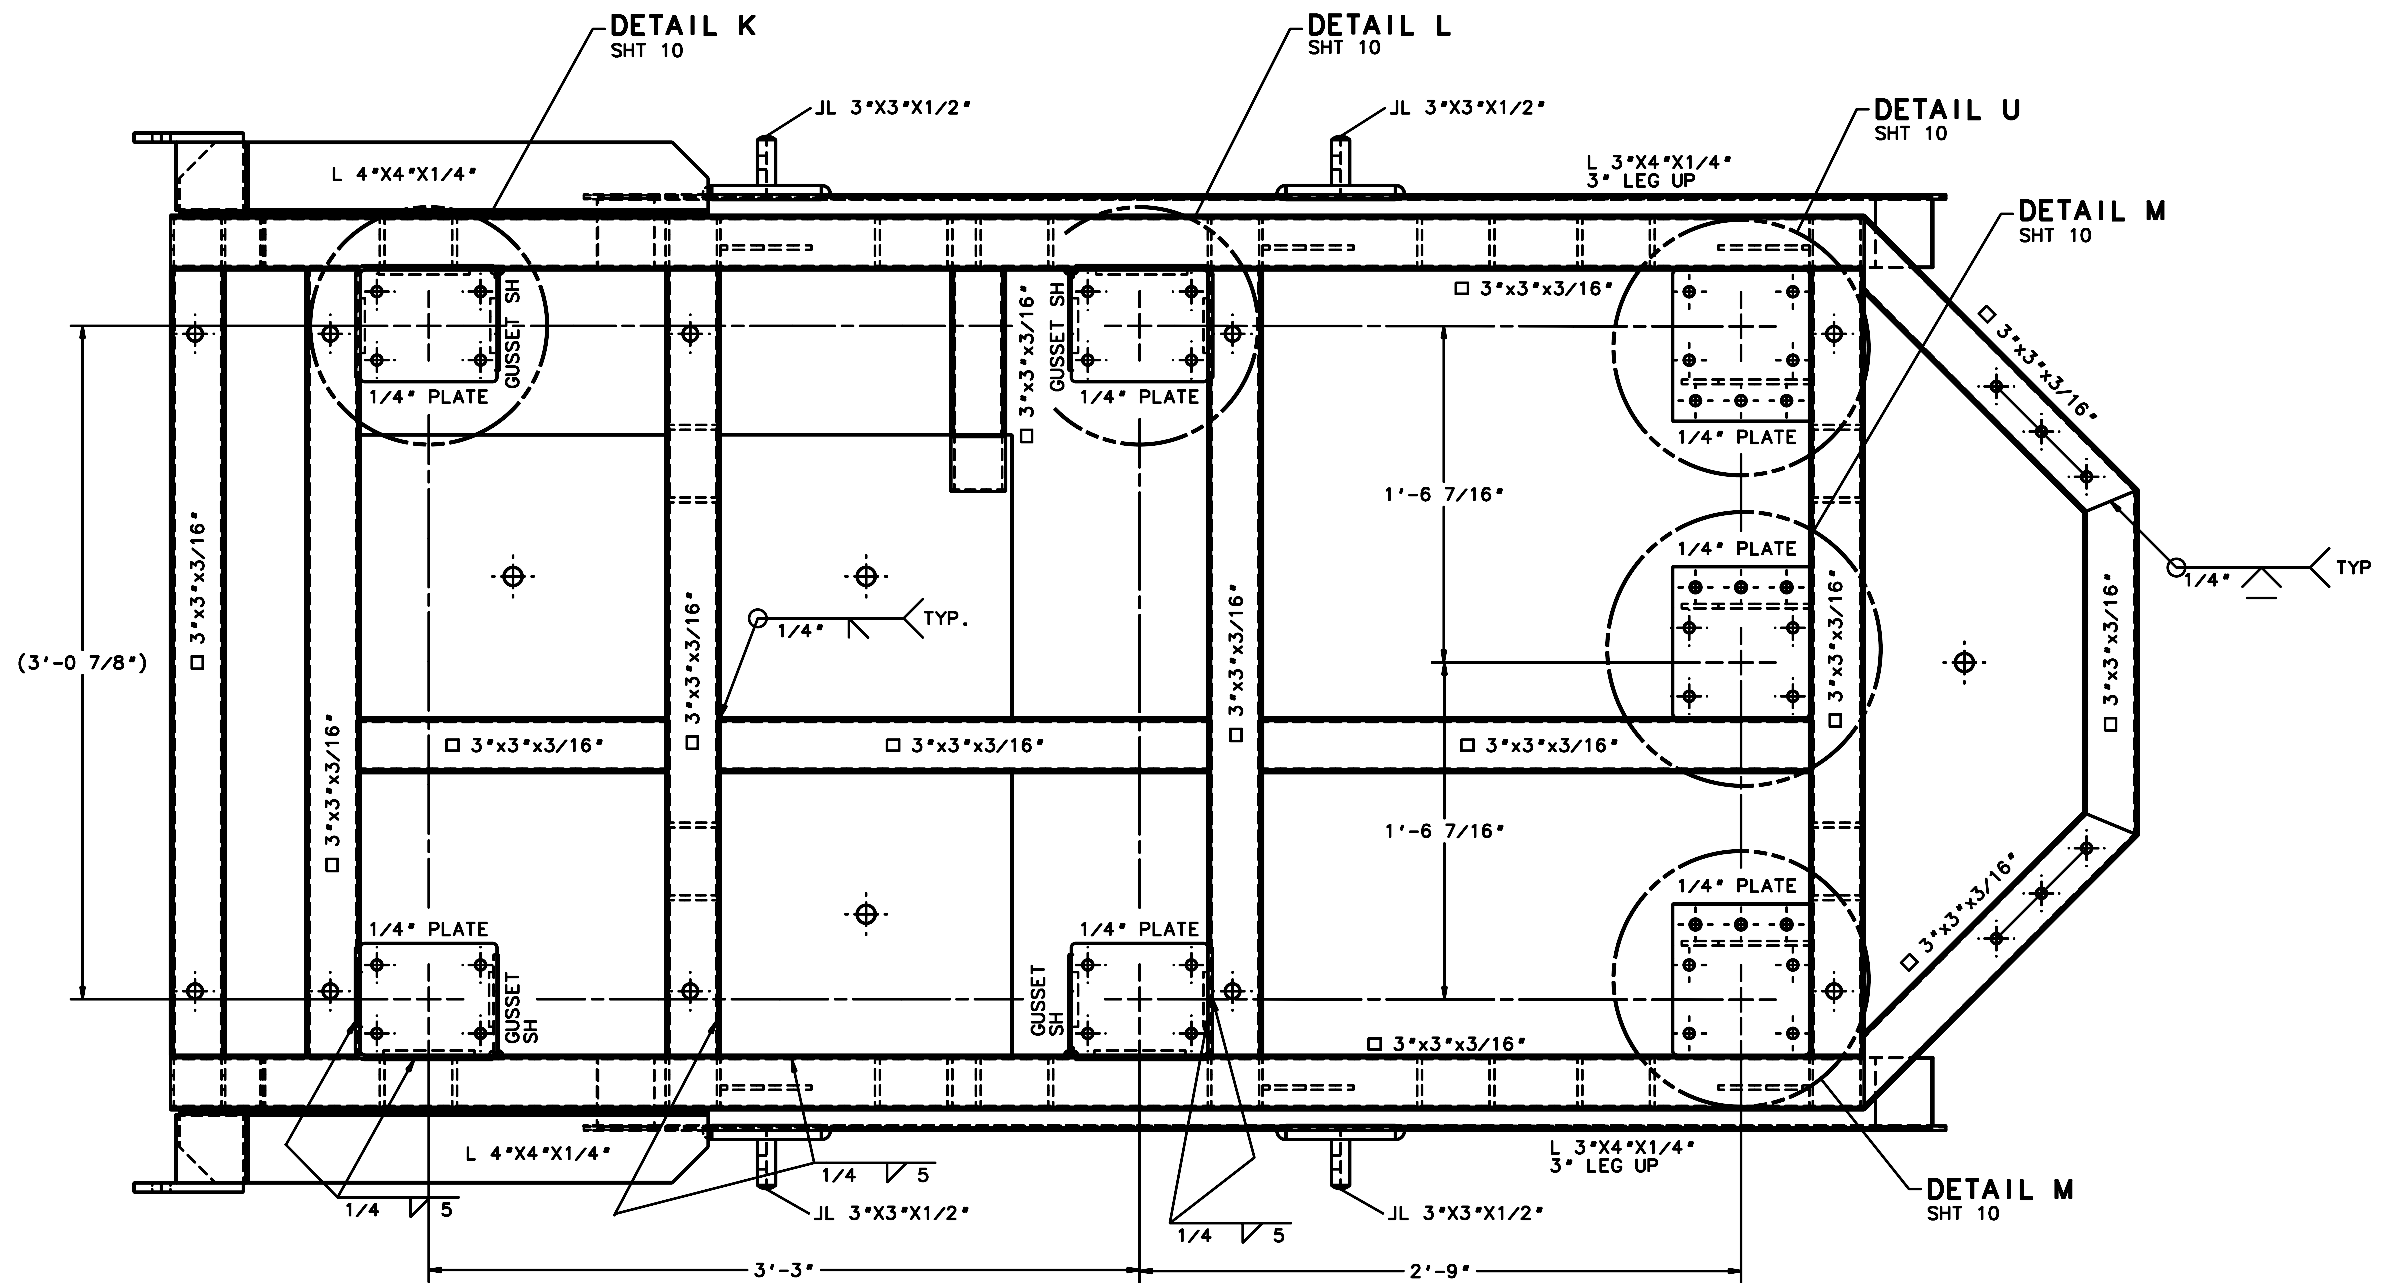 DETAIL K
SHT 10
DETAIL L
SHT 10
JL 3"X3"X1/2"
JL 3"X3"X1/2"
DETAIL U
SHT 10
L 4"X4"X1/4"
L 3"X4"X1/4"
3" LEG UP
DETAIL M
SHT 10
GUSSET SH
3"x3"x3/16"
GUSSET SH
3"x3"x3/16"
3"x3"x3/16"
1/4" PLATE
1/4" PLATE
1/4" PLATE
1'-6 7/16"
1/4" PLATE
3"x3"x3/16"
1/4"
TYP
3"x3"x3/16"
3"x3"x3/16"
3"x3"x3/16"
3"x3"x3/16"
1/4"
TYP.
(3'-0 7/8")
3"x3"x3/16"
3"x3"x3/16"
3"x3"x3/16"
3"x3"x3/16"
3"x3"x3/16"
1'-6 7/16"
3"x3"x3/16"
1/4" PLATE
1/4" PLATE
1/4" PLATE
GUSSET
SH
GUSSET
SH
3"x3"x3/16"
L 4"X4"X1/4"
L 3"X4"X1/4"
3" LEG UP
1/4
5
1/4
5
JL 3"X3"X1/2"
1/4
5
JL 3"X3"X1/2"
DETAIL M
SHT 10
3'-3"
2'-9"